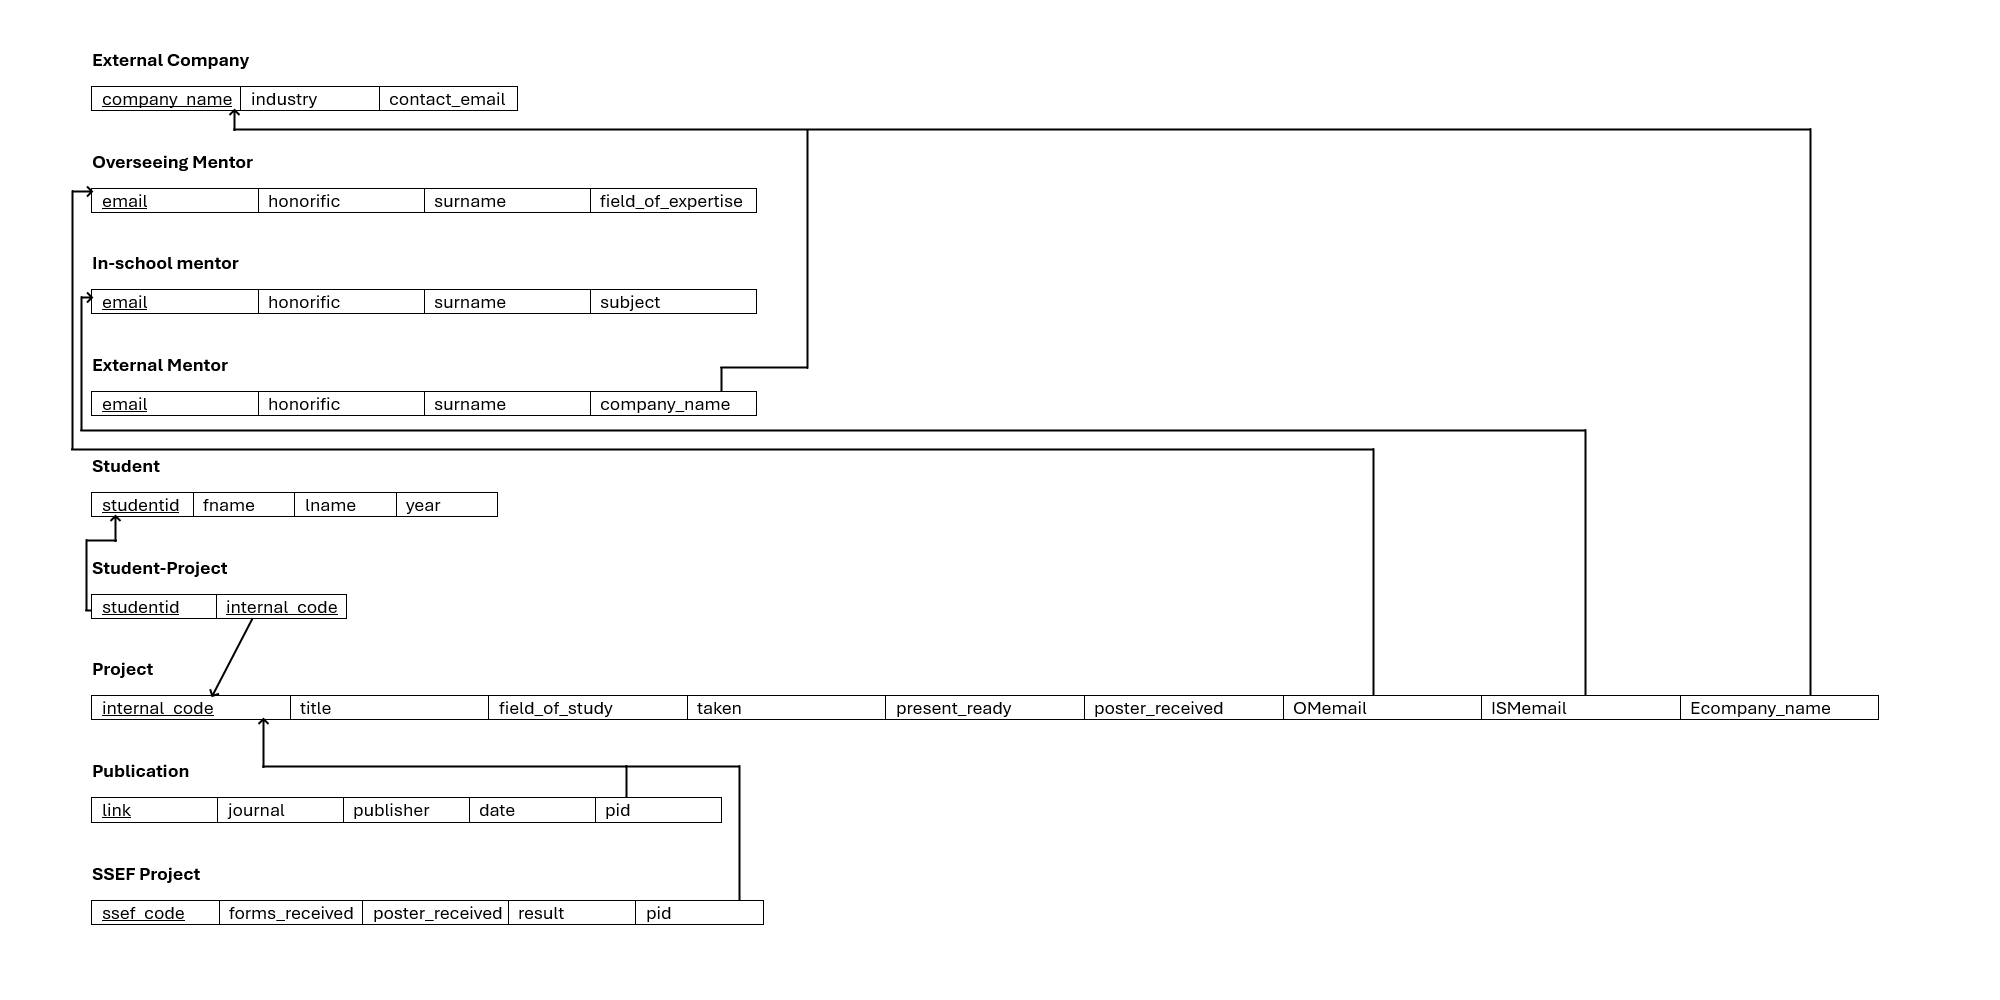 External Company
company_name industry contact_email
Overseeing Mentor
email honorific surname field_of_expertise
In-school mentor
email honorific surname subject
External Mentor
email honorific surname company_name
Student
studentid fname lname year
Student-Project
studentid internal_code
Project
internal_code title field_of_study taken present_ready poster_received OMemail ISMemail Ecompany_name
Publication
link journal publisher date pid
SSEF Project
ssef_code forms_received poster_received result pid